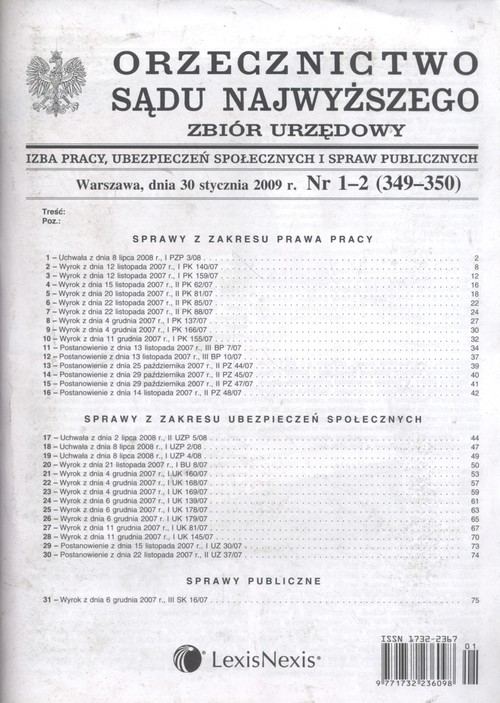 ORZECZNICTWO
SĄDU NAJWYŻSZEGO
ZBIÓR URZĘDOWY
IZBA PRACY, UBEZPIECZEŃ SPOŁECZNYCH I SPRAW PUBLICZNYCH
Warszawa, dnia 30 stycznia 2009 r. Nr 1–2 (349–350)
Treść:
Poz.:
SPRAWY Z ZAKRESU PRAWA PRACY
1 – Uchwała z dnia 8 lipca 2008 r., I PZP 3/08 2
2 – Wyrok z dnia 12 listopada 2007 r., I PK 140/07 8
3 – Wyrok z dnia 12 listopada 2007 r., I PK 159/07 12
4 – Wyrok z dnia 15 listopada 2007 r., II PK 62/07 16
5 – Wyrok z dnia 20 listopada 2007 r., II PK 81/07 18
6 – Wyrok z dnia 22 listopada 2007 r., II PK 85/07 22
7 – Wyrok z dnia 22 listopada 2007 r., II PK 88/07 24
8 – Wyrok z dnia 4 grudnia 2007 r., I PK 137/07 27
9 – Wyrok z dnia 4 grudnia 2007 r., I PK 166/07 30
10 – Wyrok z dnia 11 grudnia 2007 r., I PK 155/07 32
11 – Postanowienie z dnia 13 listopada 2007 r., III BP 7/07 34
12 – Postanowienie z dnia 13 listopada 2007 r., III BP 10/07 37
13 – Postanowienie z dnia 25 października 2007 r., II PZ 44/07 39
14 – Postanowienie z dnia 29 października 2007 r., II PZ 45/07 40
15 – Postanowienie z dnia 29 października 2007 r., II PZ 47/07 41
16 – Postanowienie z dnia 14 listopada 2007 r., II PZ 48/07 42
SPRAWY Z ZAKRESU UBEZPIECZEŃ SPOŁECZNYCH
17 – Uchwała z dnia 2 lipca 2008 r., II UZP 5/08 44
18 – Uchwała z dnia 8 lipca 2008 r., I UZP 2/08 47
19 – Uchwała z dnia 8 lipca 2008 r., I UZP 4/08 49
20 – Wyrok z dnia 21 listopada 2007 r., I BU 8/07 50
21 – Wyrok z dnia 4 grudnia 2007 r., I UK 160/07 53
22 – Wyrok z dnia 4 grudnia 2007 r., I UK 168/07 57
23 – Wyrok z dnia 4 grudnia 2007 r., I UK 169/07 59
24 – Wyrok z dnia 6 grudnia 2007 r., I UK 139/07 61
25 – Wyrok z dnia 6 grudnia 2007 r., I UK 178/07 63
26 – Wyrok z dnia 6 grudnia 2007 r. I UK 179/07 65
27 – Wyrok z dnia 11 grudnia 2007 r., I UK 81/07 67
28 – Wyrok z dnia 11 grudnia 2007 r., I UK 145/07 70
29 – Postanowienie z dnia 15 listopada 2007 r., I UZ 30/07 73
30 – Postanowienie z dnia 22 listopada 2007 r., II UZ 37/07 74
SPRAWY PUBLICZNE
31 – Wyrok z dnia 6 grudnia 2007 r., III SK 16/07 75
LexisNexis
ISSN 1732-2367
01
9 771732 236098